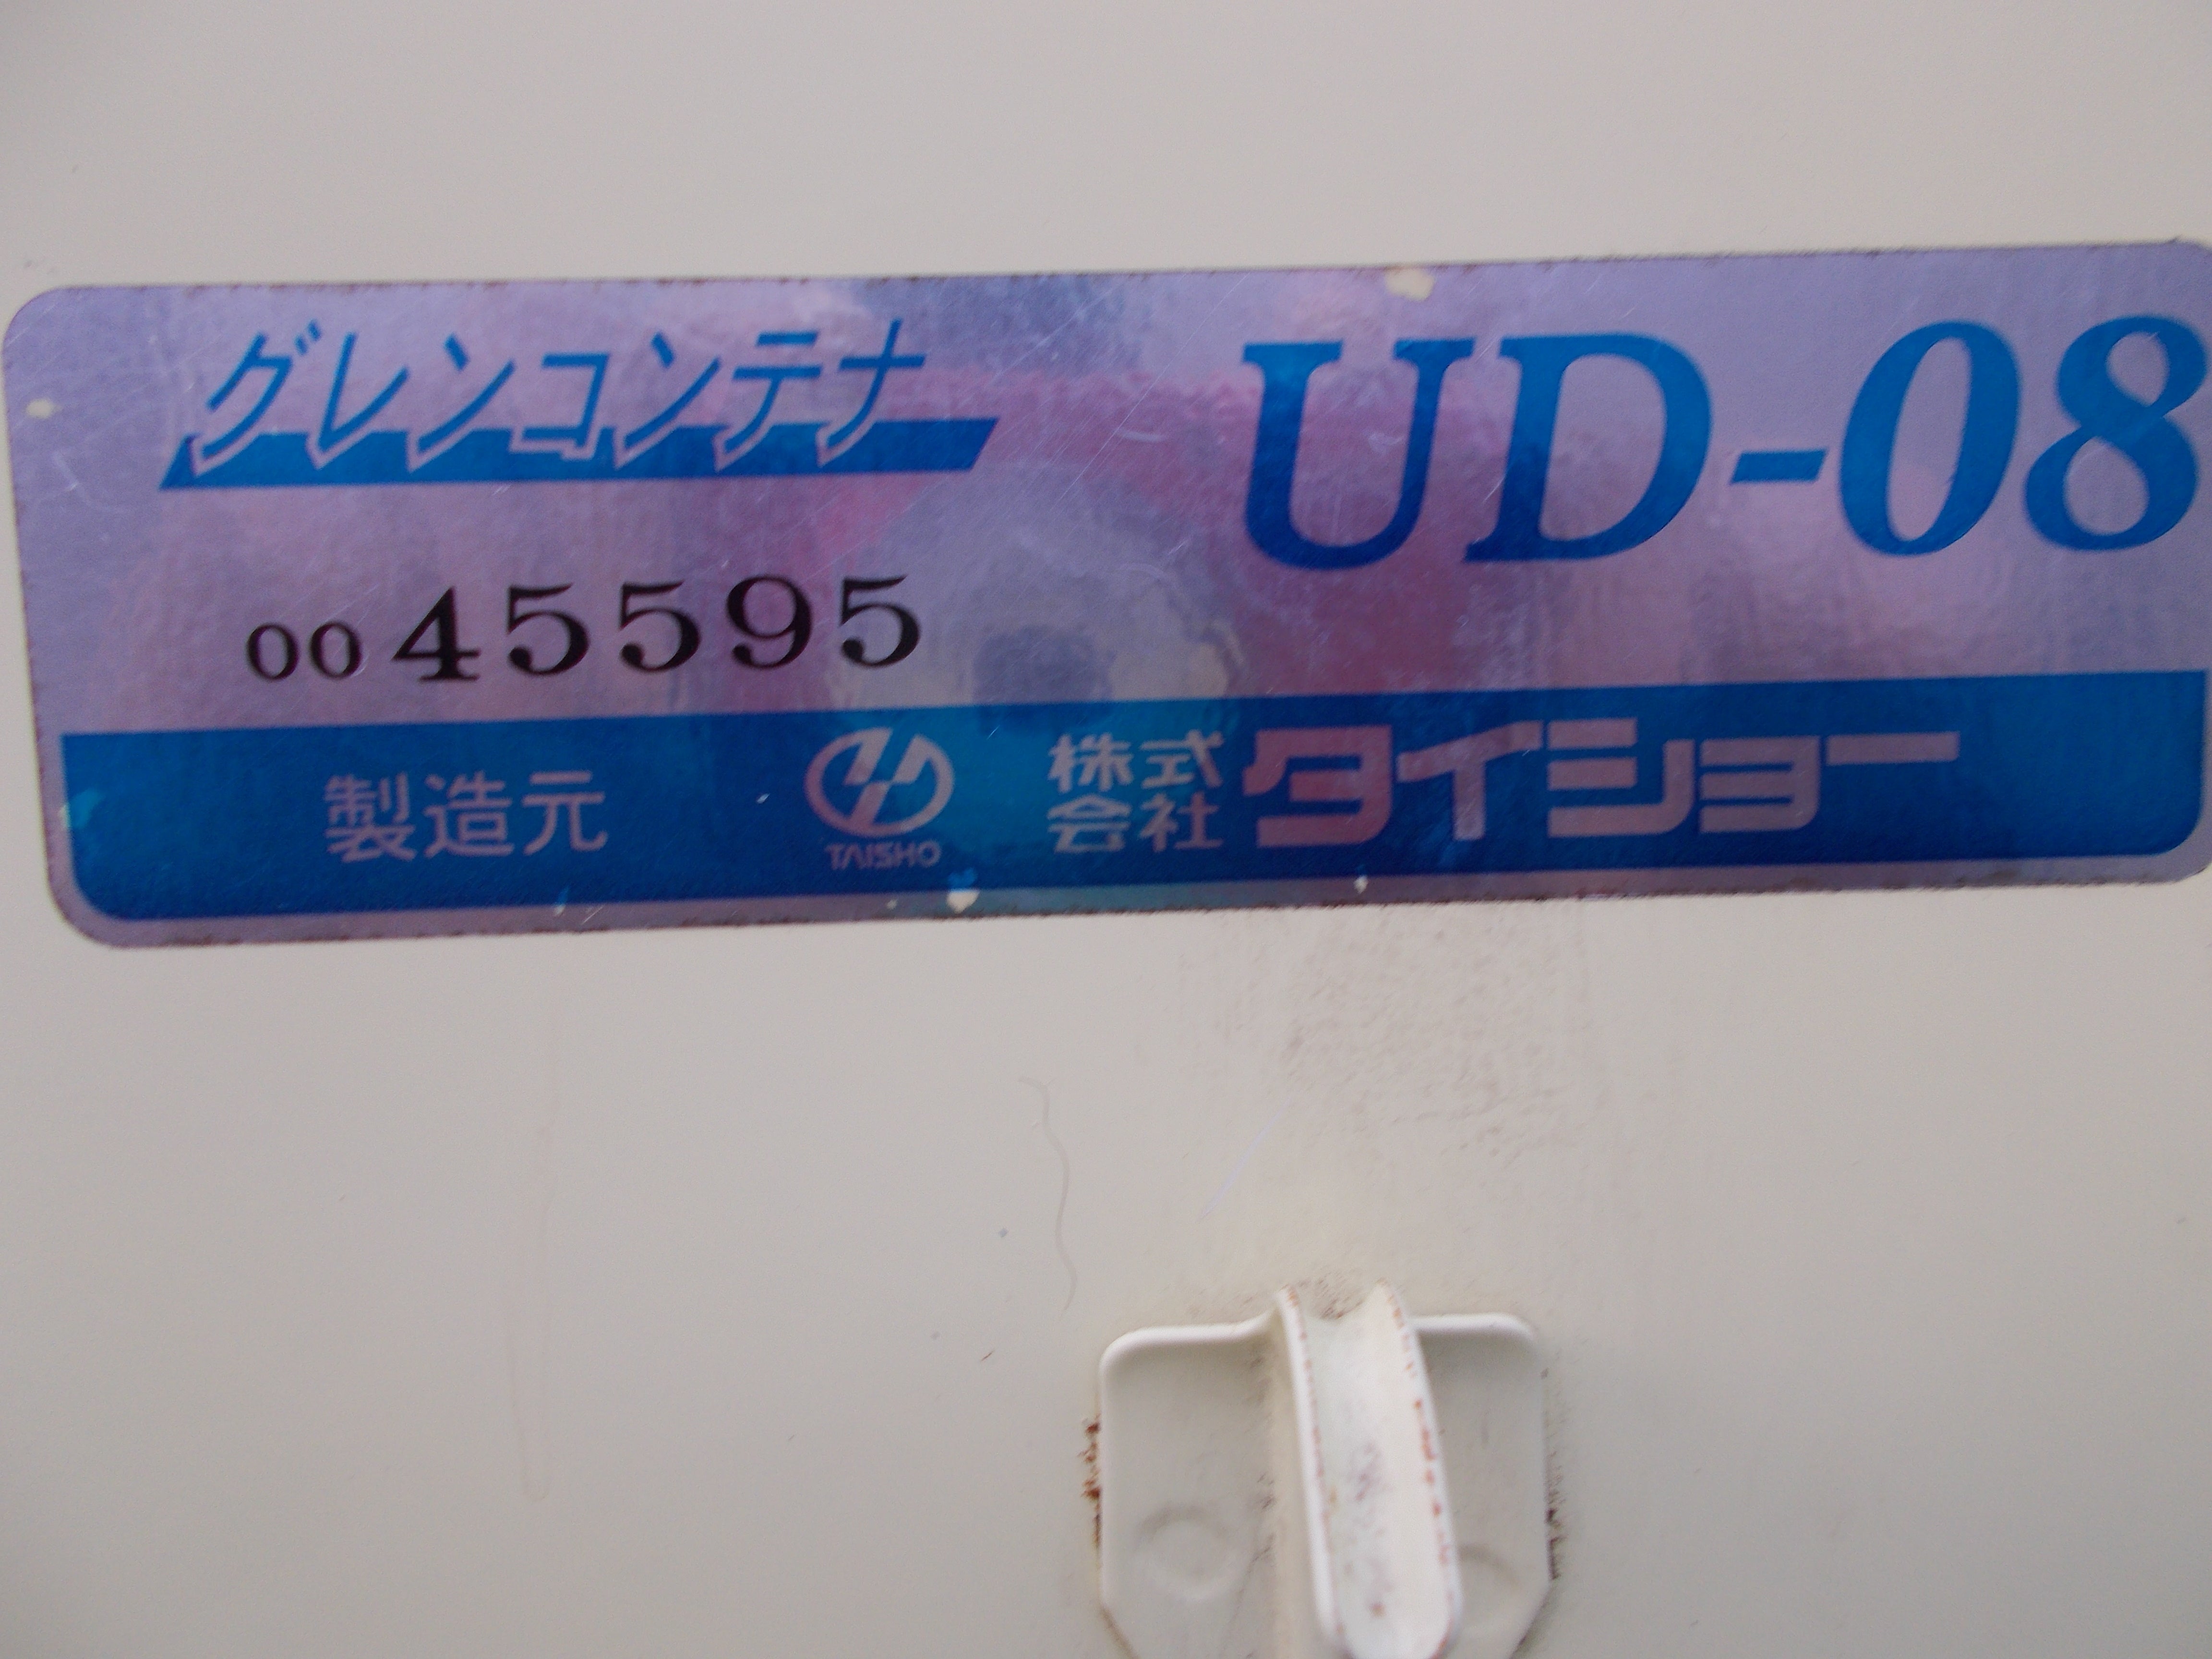 グレンコンテナ UD-08
0045595
製造元 TAISHO 株式会社タイショー